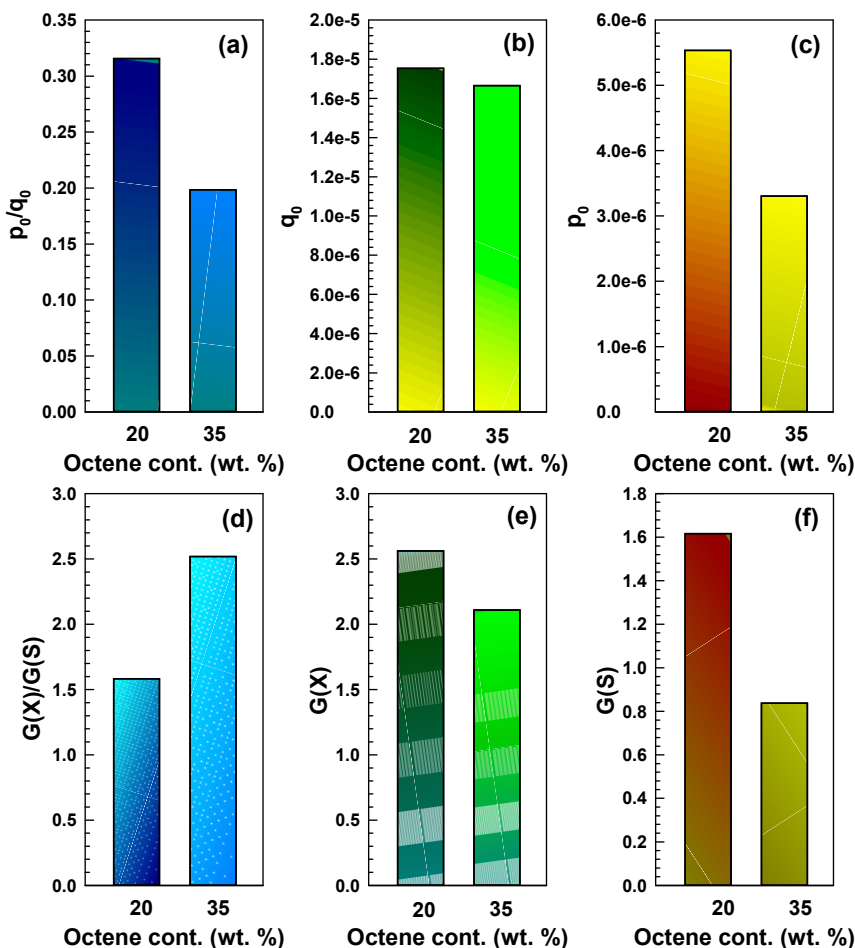 (a)
p0/q0
0.35
0.30
0.25
0.20
0.15
0.10
0.05
0.00
20 35
Octene cont. (wt. %)
(b)
q0
2.0e-5
1.8e-5
1.6e-5
1.4e-5
1.2e-5
1.0e-5
8.0e-6
6.0e-6
4.0e-6
2.0e-6
0.0
20 35
Octene cont. (wt. %)
(c)
p0
6.0e-6
5.0e-6
4.0e-6
3.0e-6
2.0e-6
1.0e-6
0.0
20 35
Octene cont. (wt. %)
(d)
G(X)/G(S)
3.0
2.5
2.0
1.5
1.0
0.5
0.0
20 35
Octene cont. (wt. %)
(e)
G(X)
3.0
2.5
2.0
1.5
1.0
0.5
0.0
20 35
Octene cont. (wt. %)
(f)
G(S)
1.8
1.6
1.4
1.2
1.0
0.8
0.6
0.4
0.2
0.0
20 35
Octene cont. (wt. %)